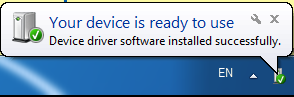 Your device is ready to use
Device driver software installed successfully.
EN